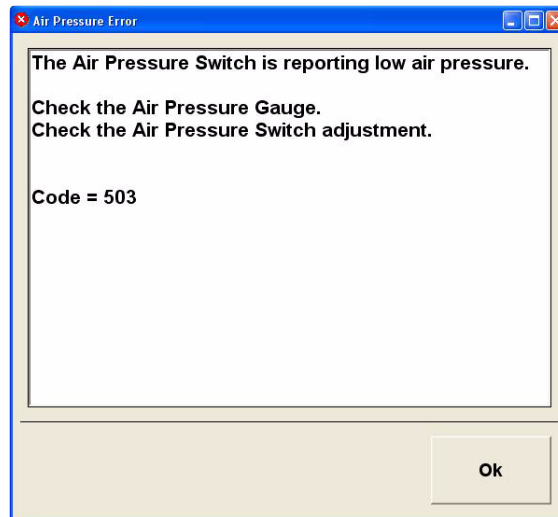 Air Pressure Error
The Air Pressure Switch is reporting low air pressure.
Check the Air Pressure Gauge.
Check the Air Pressure Switch adjustment.
Code = 503
Ok